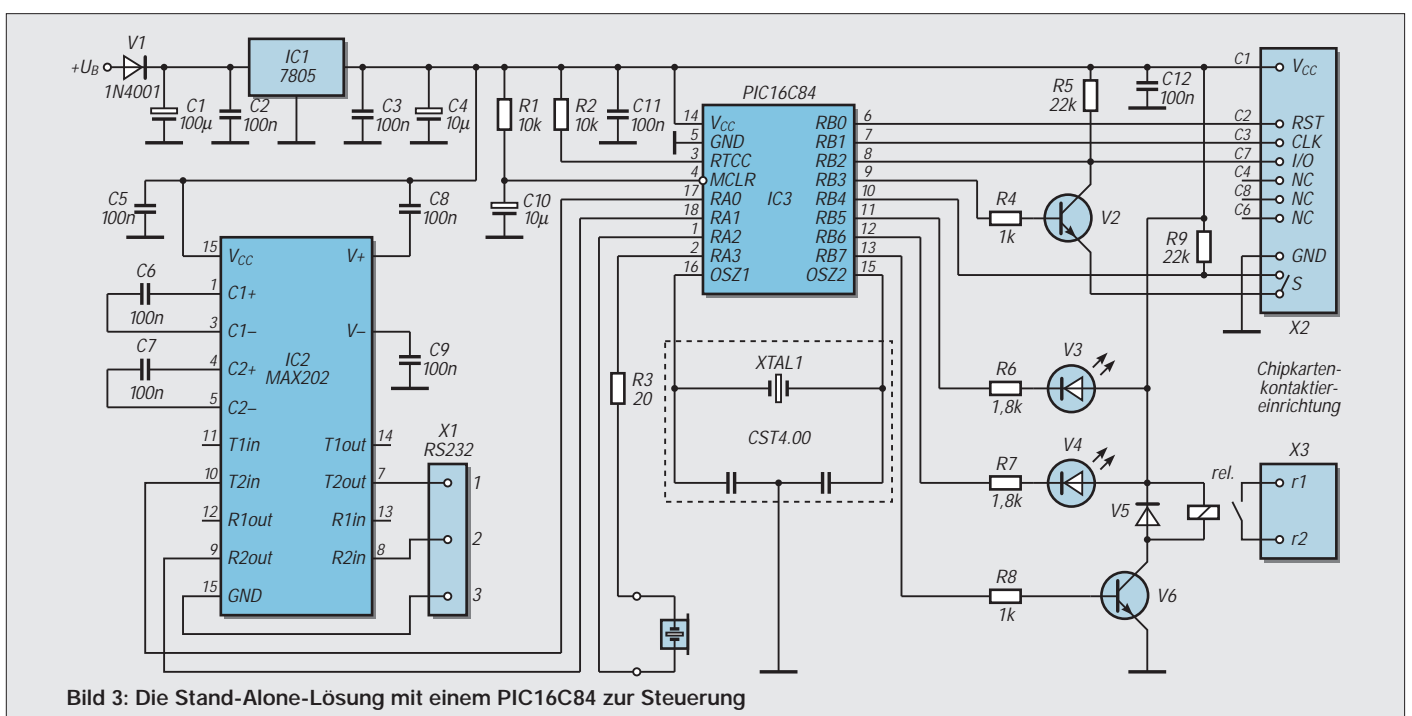 V1
+UB
1N4001
C1
100µ
C2
100n
IC1
7805
C3
100n
C4
10µ
R1
10k
R2
10k
C11
100n
C10
10µ
PIC16C84
IC3
14
5
3
4
17
18
1
2
16
VCC
GND
RTCC
MCLR
RA0
RA1
RA2
RA3
OSZ1
RB0
RB1
RB2
RB3
RB4
RB5
RB6
RB7
OSZ2
6
7
8
9
10
11
12
13
15
R5
22k
C12
100n
R4
1k
V2
R9
22k
C1
C2
C3
C7
C4
C8
C6
VCC
RST
CLK
I/O
NC
NC
NC
GND
S
X2
Chipkarten-
kontaktier-
einrichtung
C5
100n
C8
100n
C6
100n
C7
100n
C9
100n
IC2
MAX202
15
1
3
4
5
11
10
12
9
15
VCC
C1+
C1–
C2+
C2–
T1in
T2in
R1out
R2out
GND
V+
V–
T1out
T2out
R1in
R2in
14
7
13
8
X1
RS232
1
2
3
R3
20
XTAL1
CST4.00
R6
1,8k
V3
R7
1,8k
V4
V5
rel.
X3
r1
r2
R8
1k
V6
Bild 3: Die Stand-Alone-Lösung mit einem PIC16C84 zur Steuerung